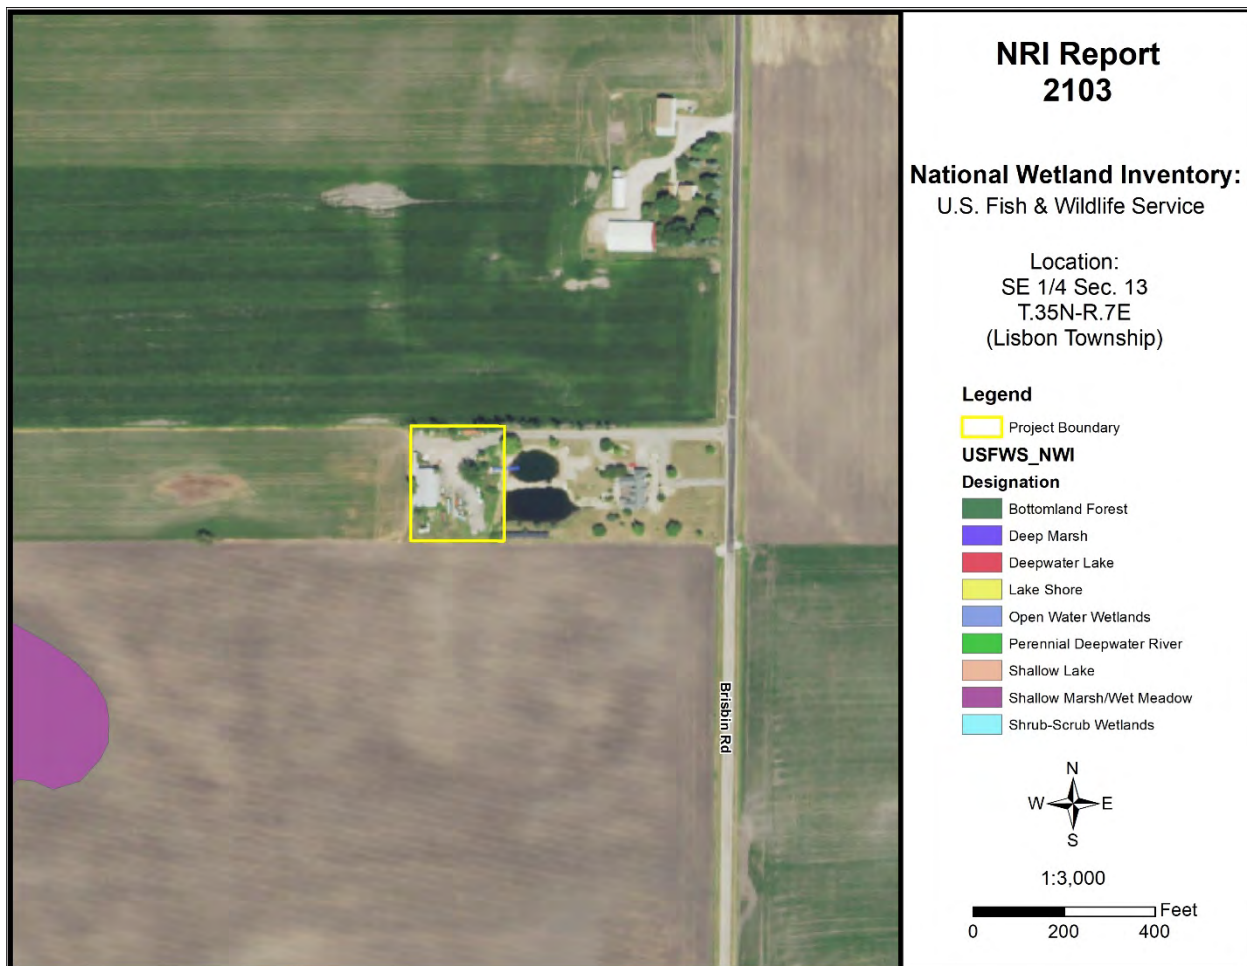 NRI Report
2103
National Wetland Inventory:
U.S. Fish & Wildlife Service
Location:
SE 1/4 Sec. 13
T.35N-R.7E
(Lisbon Township)
Legend
Project Boundary
USFWS_NWI
Designation
Bottomland Forest
Deep Marsh
Deepwater Lake
Lake Shore
Open Water Wetlands
Perennial Deepwater River
Shallow Lake
Shallow Marsh/Wet Meadow
Shrub-Scrub Wetlands
N
W E
S
1:3,000
Feet
0 200 400
Brisbin Rd